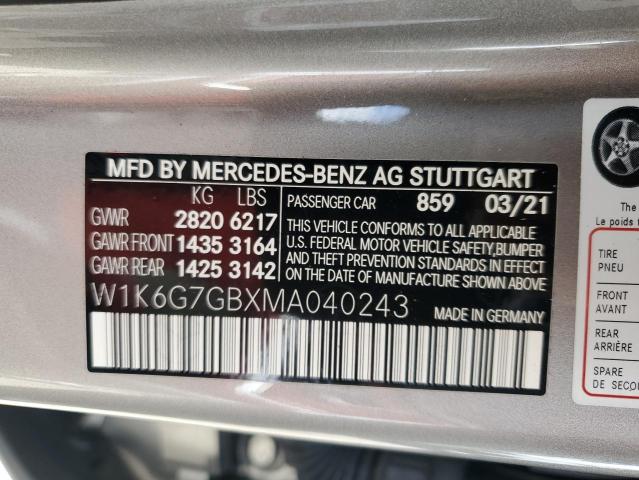 MFD BY MERCEDES-BENZ AG STUTTGART
KG LBS
GVWR 2820 6217
GAWR FRONT 1435 3164
GAWR REAR 1425 3142
PASSENGER CAR 859 03/21
THIS VEHICLE CONFORMS TO ALL APPLICABLE
U.S. FEDERAL MOTOR VEHICLE SAFETY,BUMPER
AND THEFT PREVENTION STANDARDS IN EFFECT
ON THE DATE OF MANUFACTURE SHOWN ABOVE
W1K6G7GBXMA040243
MADE IN GERMANY
The
Le poids
TIRE
PNEU
FRONT
AVANT
REAR
ARRIÈRE
SPARE
DE